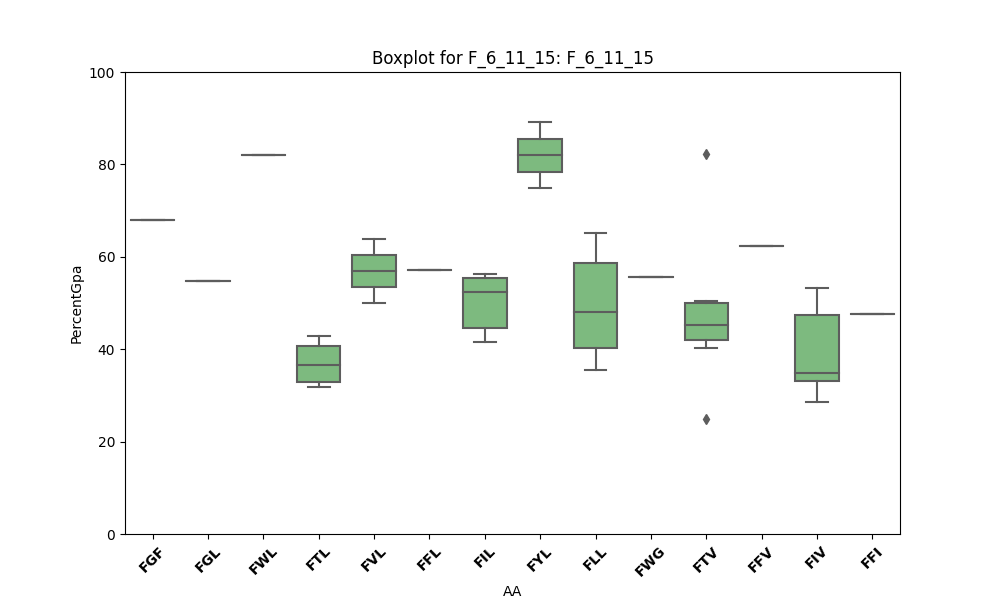 Boxplot for F_6_11_15: F_6_11_15
100
80
60
40
20
0
PercentGpa
FGF FGL FWL FTL FVL FFL FIL FYL FLL FWG FTV FFV FIV FFI
AA